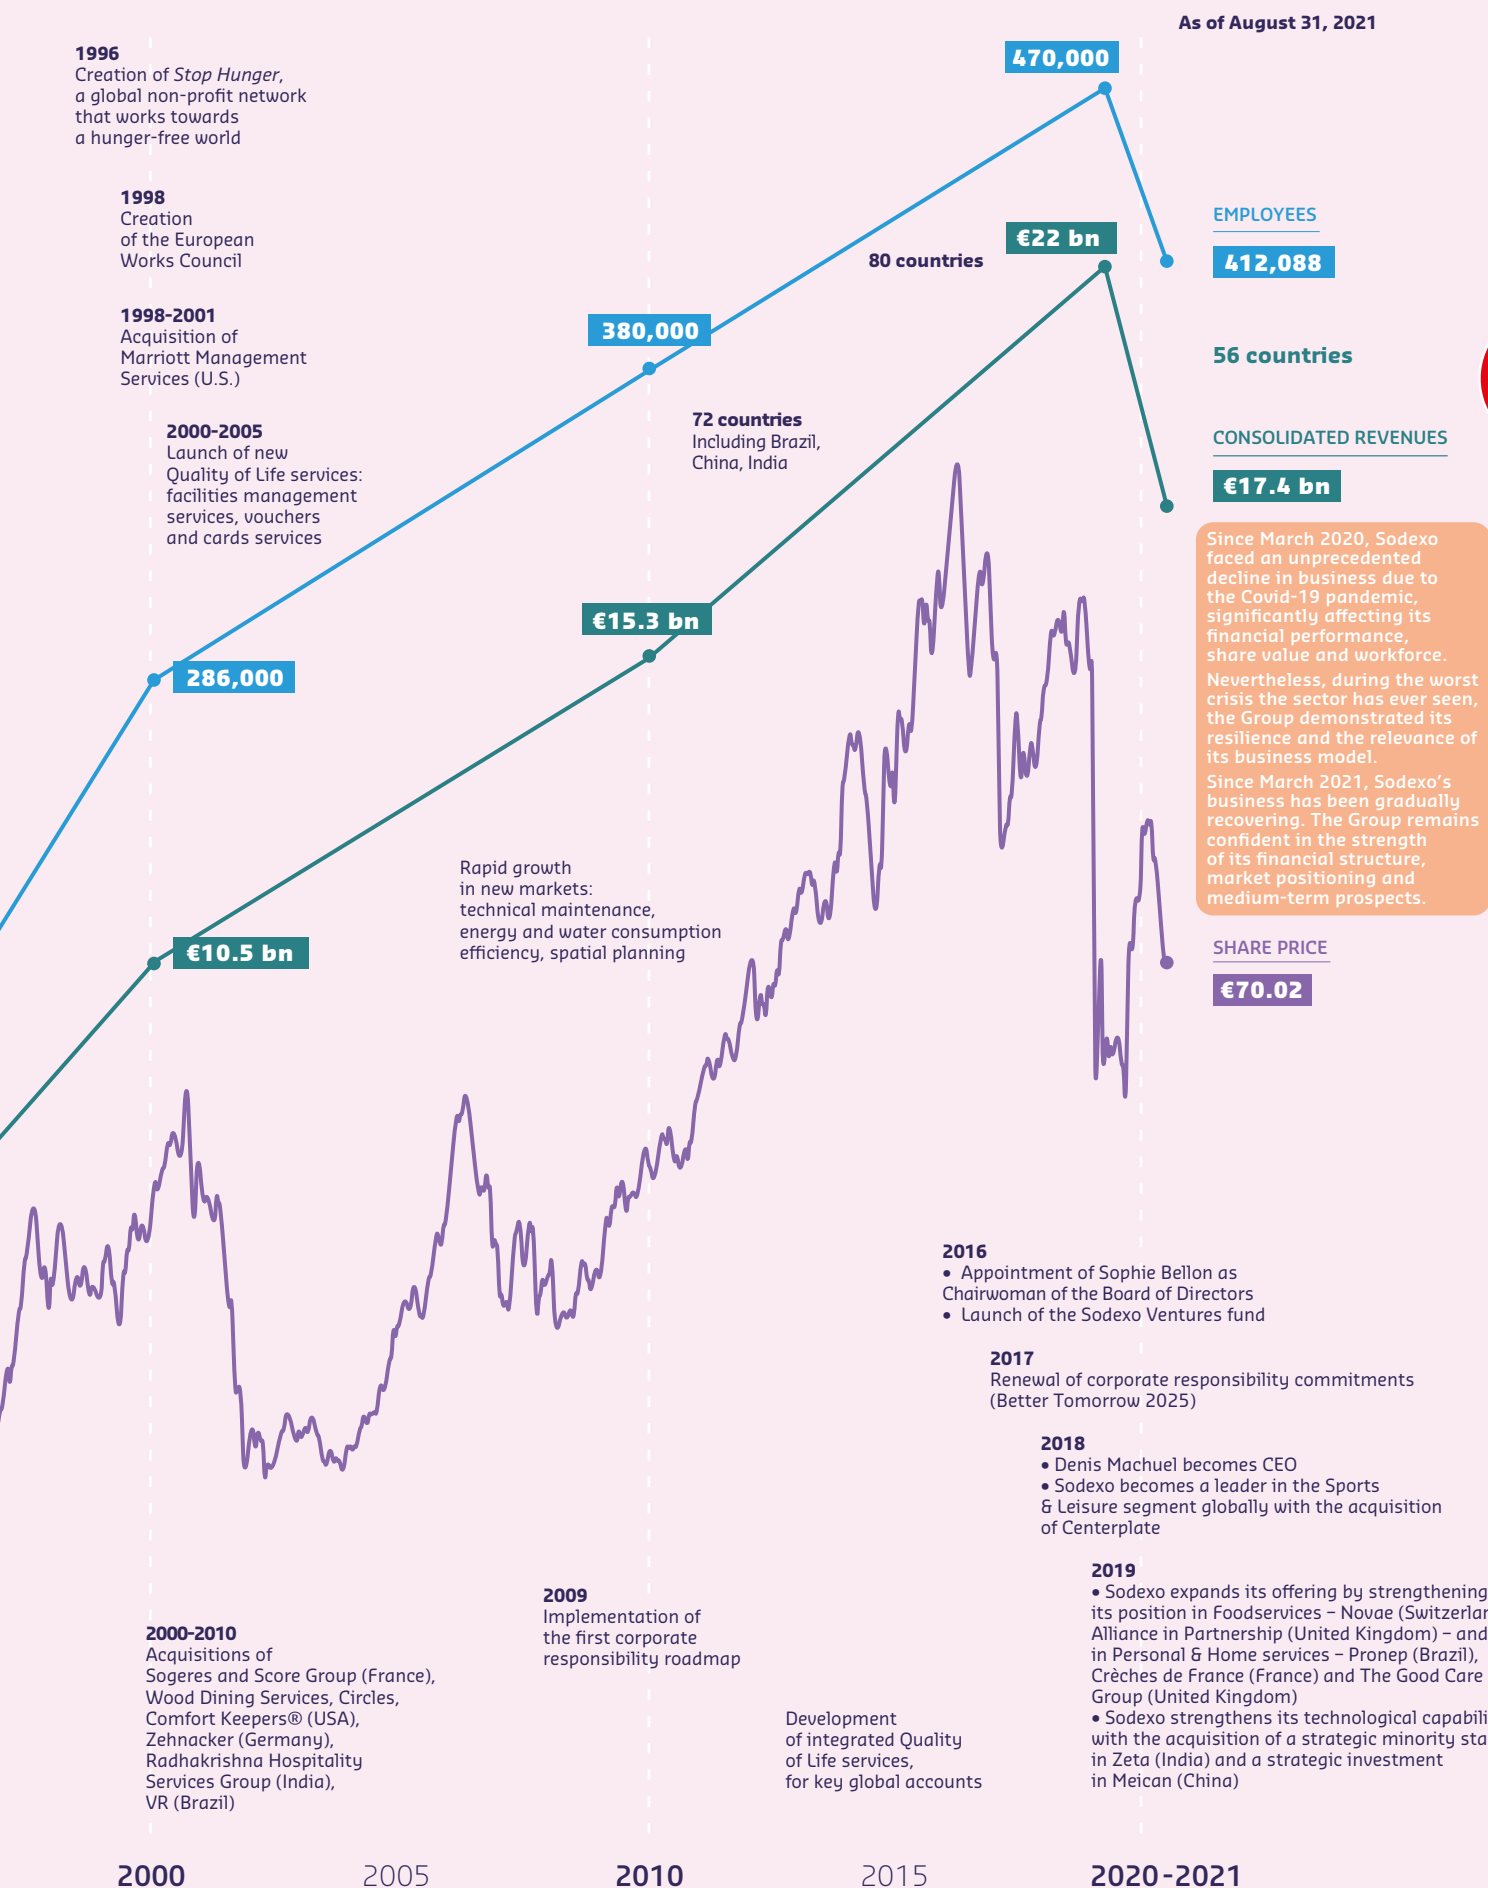 As of August 31, 2021
1996
Creation of Stop Hunger,
a global non-profit network
that works towards
a hunger-free world
470,000
1998
Creation
of the European
Works Council
EMPLOYEES
412,088
€22 bn
80 countries
1998-2001
Acquisition of
Marriott Management
Services (U.S.)
380,000
56 countries
2000-2005
Launch of new
Quality of Life services:
facilities management
services, vouchers
and cards services
72 countries
Including Brazil,
China, India
CONSOLIDATED REVENUES
€17.4 bn
Since March 2020, Sodexo
faced an unprecedented
decline in business due to
the Covid-19 pandemic,
significantly affecting its
financial performance,
share value and workforce.
Nevertheless, during the worst
crisis the sector has ever seen,
the Group demonstrated its
resilience and the relevance of
its business model.
Since March 2021, Sodexo’s
business has been gradually
recovering. The Group remains
confident in the strength
of its financial structure,
market positioning and
medium-term prospects.
€15.3 bn
286,000
Rapid growth
in new markets:
technical maintenance,
energy and water consumption
efficiency, spatial planning
€10.5 bn
SHARE PRICE
€70.02
2016
• Appointment of Sophie Bellon as
Chairwoman of the Board of Directors
• Launch of the Sodexo Ventures fund
2017
Renewal of corporate responsibility commitments
(Better Tomorrow 2025)
2018
• Denis Machuel becomes CEO
• Sodexo becomes a leader in the Sports
& Leisure segment globally with the acquisition
of Centerplate
2019
• Sodexo expands its offering by strengthening
its position in Foodservices – Novae
Alliance in Partnership (United Kingdom) – and
in Personal & Home services – Pronep (Brazil),
Crèches de France (France) and The Good Care
Group (United Kingdom)
• Sodexo strengthens its technological
with the acquisition of a strategic minority
in Zeta (India) and a strategic investment
in Meican (China)
2009
Implementation of
the first corporate
responsibility roadmap
2000-2010
Acquisitions of
Sogeres and Score Group (France),
Wood Dining Services, Circles,
Comfort Keepers® (USA),
Zehnacker (Germany),
Radhakrishna Hospitality
Services Group (India),
VR (Brazil)
Development
of integrated Quality
of Life services,
for key global accounts
2000 2005 2010 2015 2020-2021